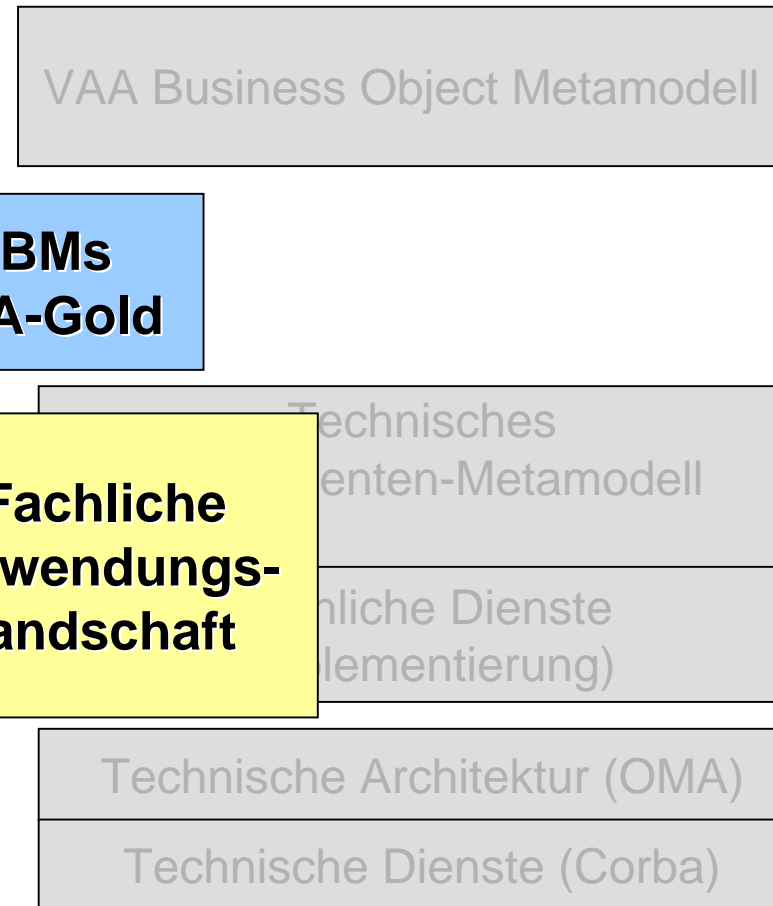 VAA Business Object Metamodell
BMs
A-Gold
Technisches
enten-Metamodell
Fachliche
wendungs-
andschaft
hliche Dienste
lementierung)
Technische Architektur (OMA)
Technische Dienste (Corba)